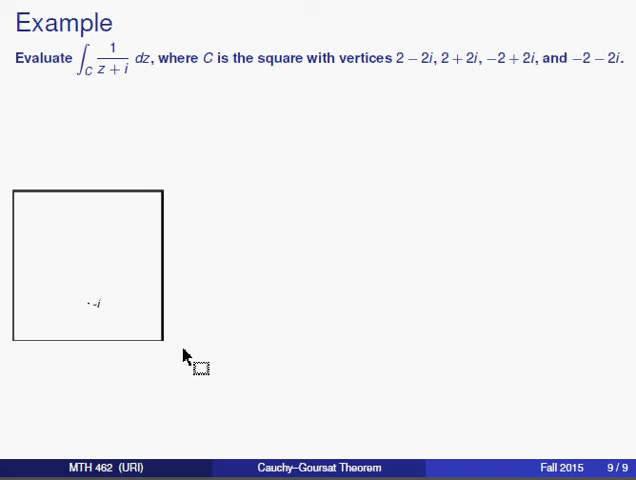 Example
Evaluate ∫_C 1/(z + i) dz, where C is the square with vertices 2 − 2i, 2 + 2i, −2 + 2i, and −2 − 2i.
-i
MTH 462 (URI) Cauchy–Goursat Theorem Fall 2015 9 / 9